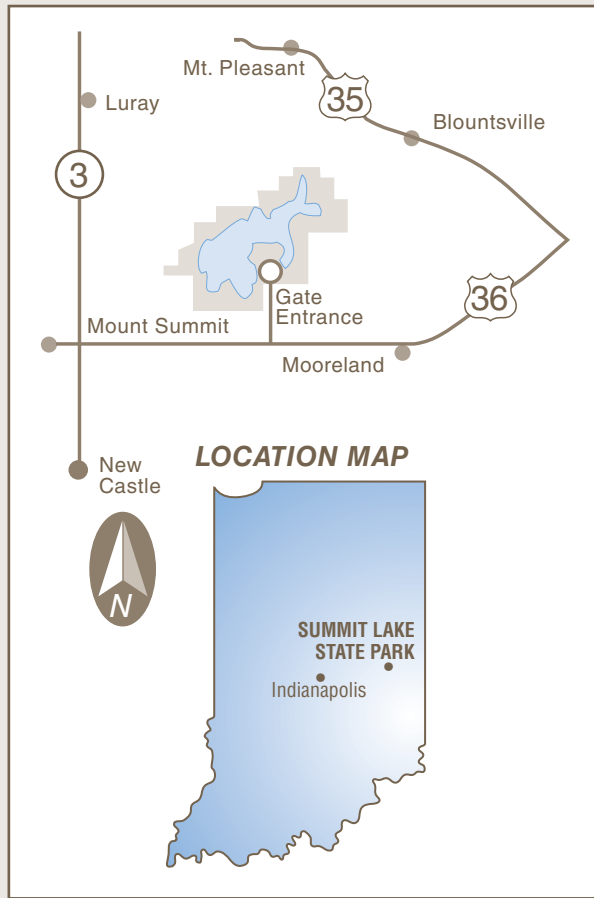 Mt. Pleasant
35
Luray
Blountsville
3
Gate
Entrance
36
Mount Summit
Mooreland
New
Castle
LOCATION MAP
N
SUMMIT LAKE
STATE PARK
Indianapolis